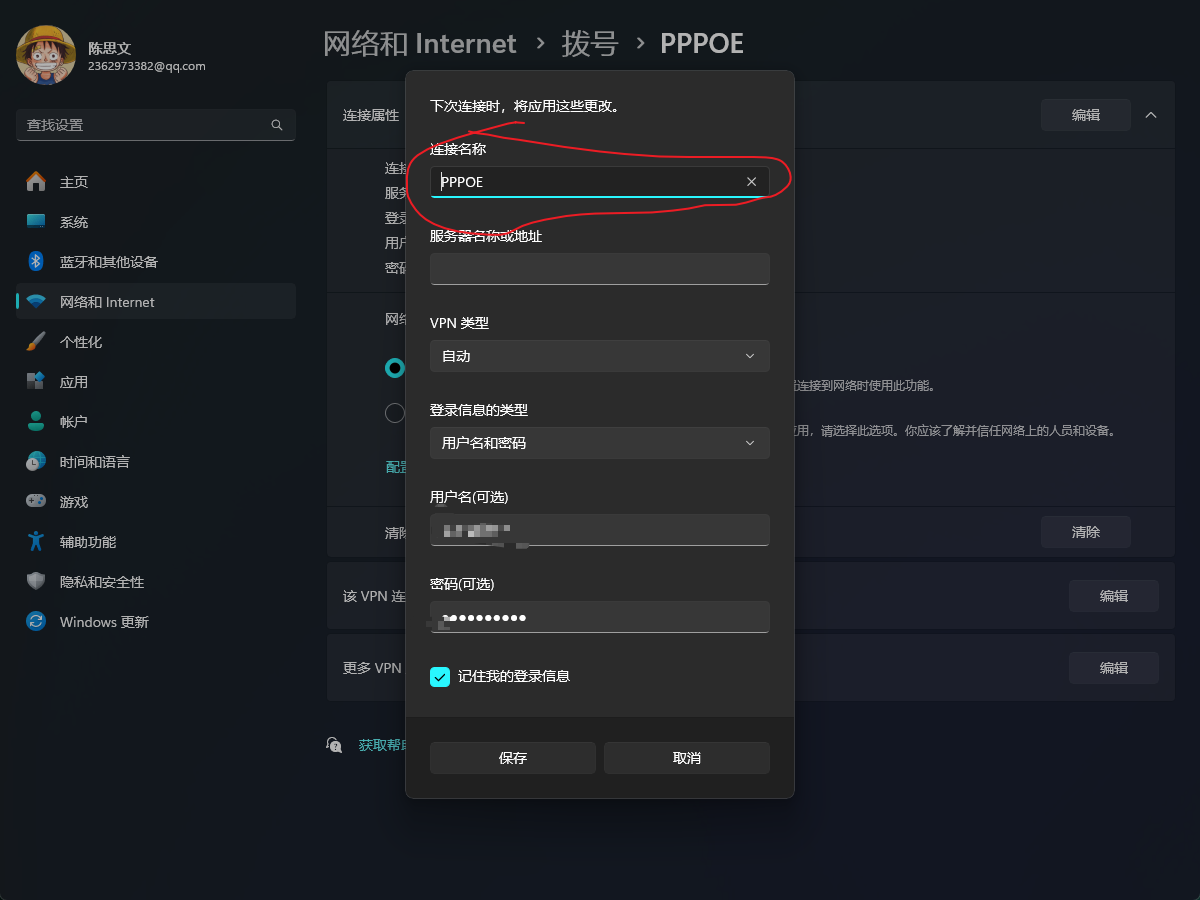 陈思文
2362973382@qq.com
查找设置
主页
系统
蓝牙和其他设备
网络和 Internet
个性化
应用
帐户
时间和语言
游戏
辅助功能
隐私和安全性
Windows 更新
网络和 Internet › 拨号 › PPPOE
连接属性
编辑
连接
服务
登录
用户
密码
网络
连接到网络时使用此功能。
用，请选择此选项。你应该了解并信任网络上的人员和设备。
配置
清除
清除
该 VPN 连
编辑
更多 VPN
编辑
获取帮助
下次连接时，将应用这些更改。
连接名称
PPPOE
服务器名称或地址
VPN 类型
自动
登录信息的类型
用户名和密码
用户名(可选)
密码(可选)
记住我的登录信息
保存
取消